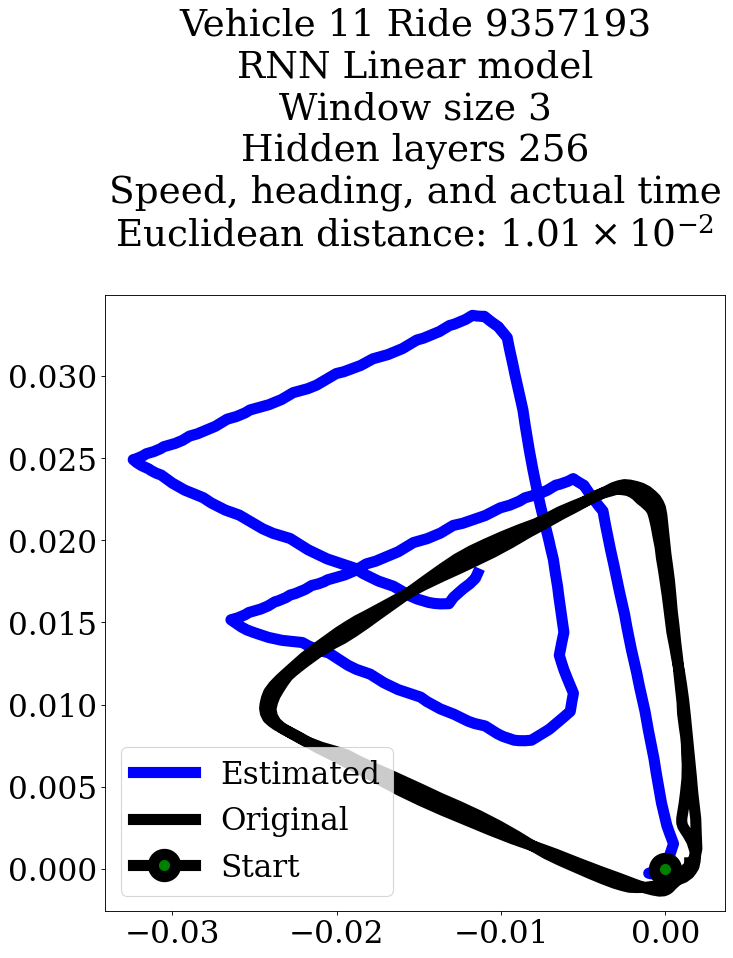 Vehicle 11 Ride 9357193
RNN Linear model
Window size 3
Hidden layers 256
Speed, heading, and actual time
Euclidean distance: 1.01 × 10⁻²
0.030
0.025
0.020
0.015
0.010
0.005
0.000
Estimated
Original
Start
−0.03 −0.02 −0.01 0.00